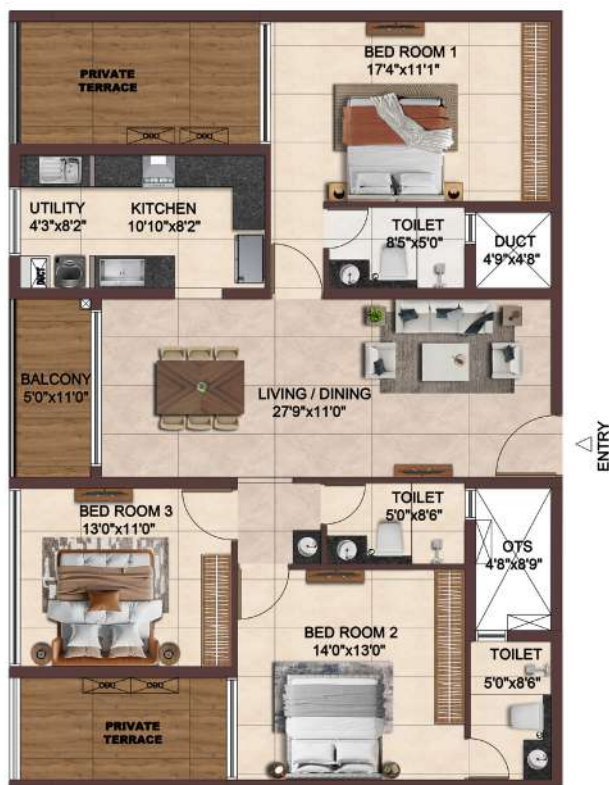 BED ROOM 1
17'4"x11'1"
PRIVATE
TERRACE
UTILITY
4'3"x8'2"
KITCHEN
10'10"x8'2"
TOILET
8'5"x5'0"
DUCT
4'9"x4'8"
DUCT
BALCONY
5'0"x11'0"
LIVING / DINING
27'9"x11'0"
ENTRY
BED ROOM 3
13'0"x11'0"
TOILET
5'0"x8'6"
OTS
4'8"x8'9"
BED ROOM 2
14'0"x13'0"
TOILET
5'0"x8'6"
PRIVATE
TERRACE